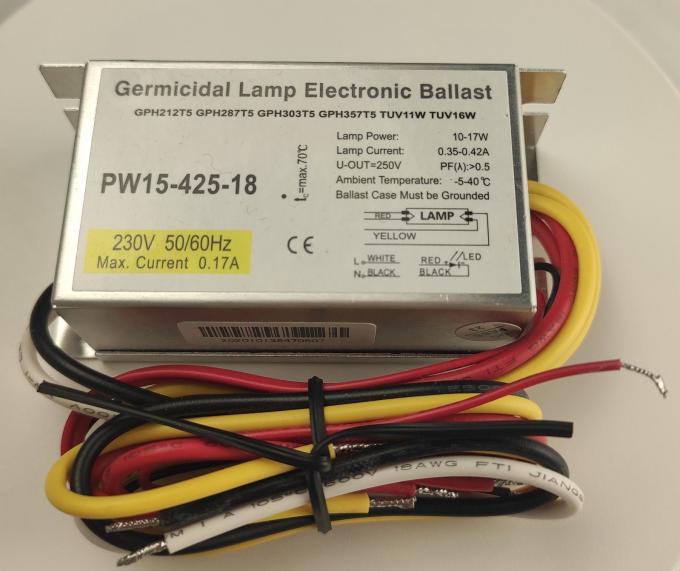 Germicidal Lamp Electronic Ballast
GPH212T5 GPH287T5 GPH303T5 GPH357T5 TUV11W TUV16W
PW15-425-18
tc=max.70℃
Lamp Power: 10-17W
Lamp Current: 0.35-0.42A
U-OUT=250V PF(λ):>0.5
Ambient Temperature: -5-40℃
Ballast Case Must be Grounded
RED LAMP
YELLOW
L WHITE
N BLACK
RED + LED
BLACK
230V 50/60Hz
Max. Current 0.17A
CE
18AWG FTI JIANG